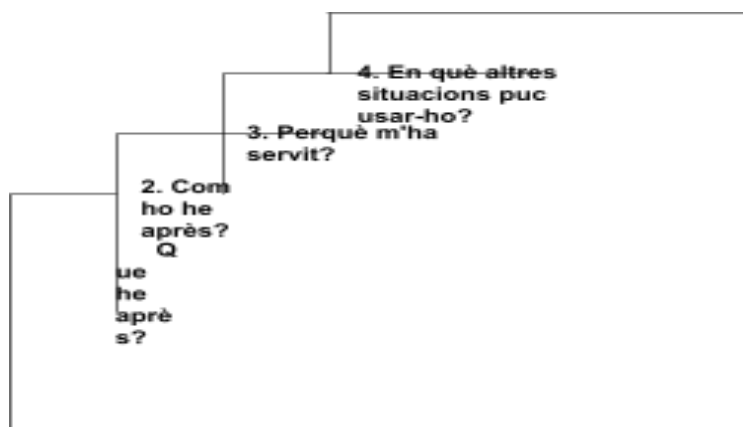 4. En què altres
situacions puc
usar-ho?
3. Perquè m'ha
servit?
2. Com
ho he
après?
Q
ue
he
aprè
s?